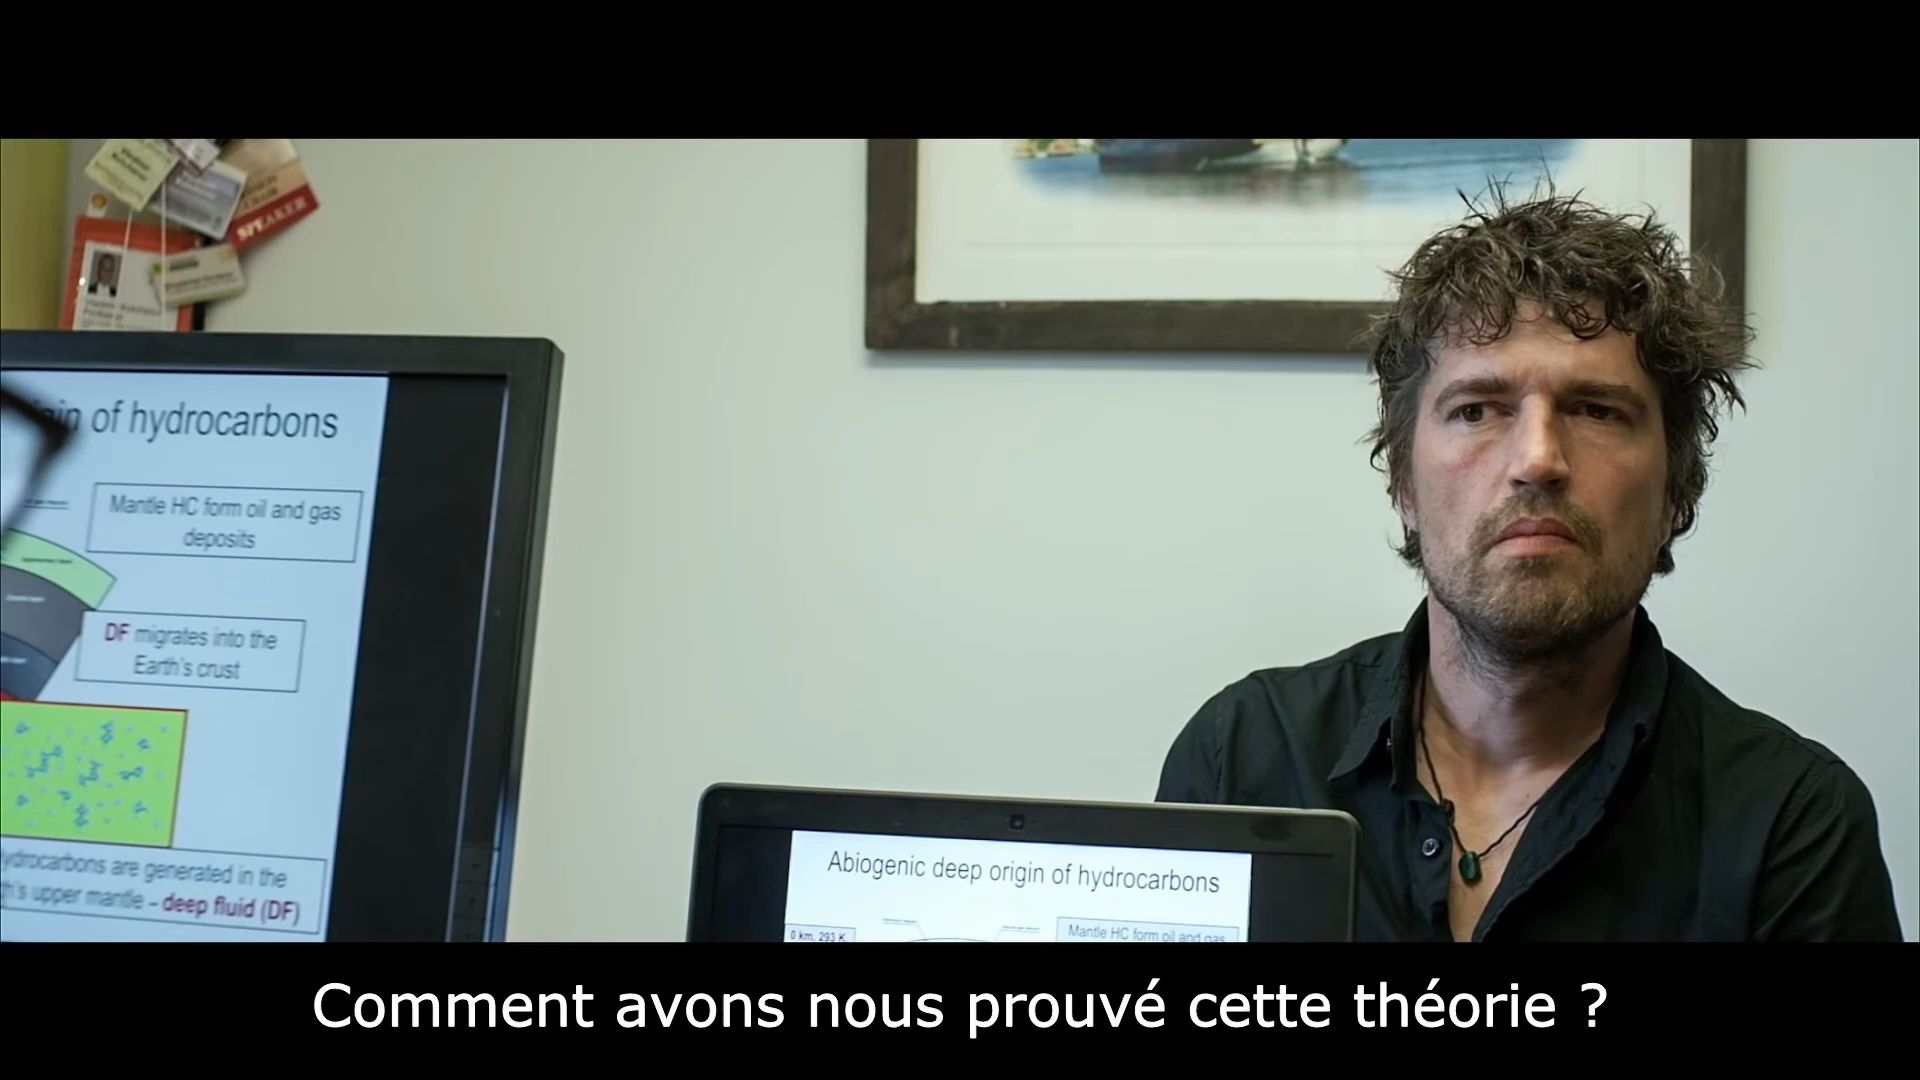 SPEAKER
of hydrocarbons
Mantle HC form oil and gas
deposits
DF migrates into the
Earth's crust
hydrocarbons are generated in the
upper mantle – deep fluid (DF)
Abiogenic deep origin of hydrocarbons
0 km, 293 K,
Mantle HC form oil and gas
Comment avons nous prouvé cette théorie ?